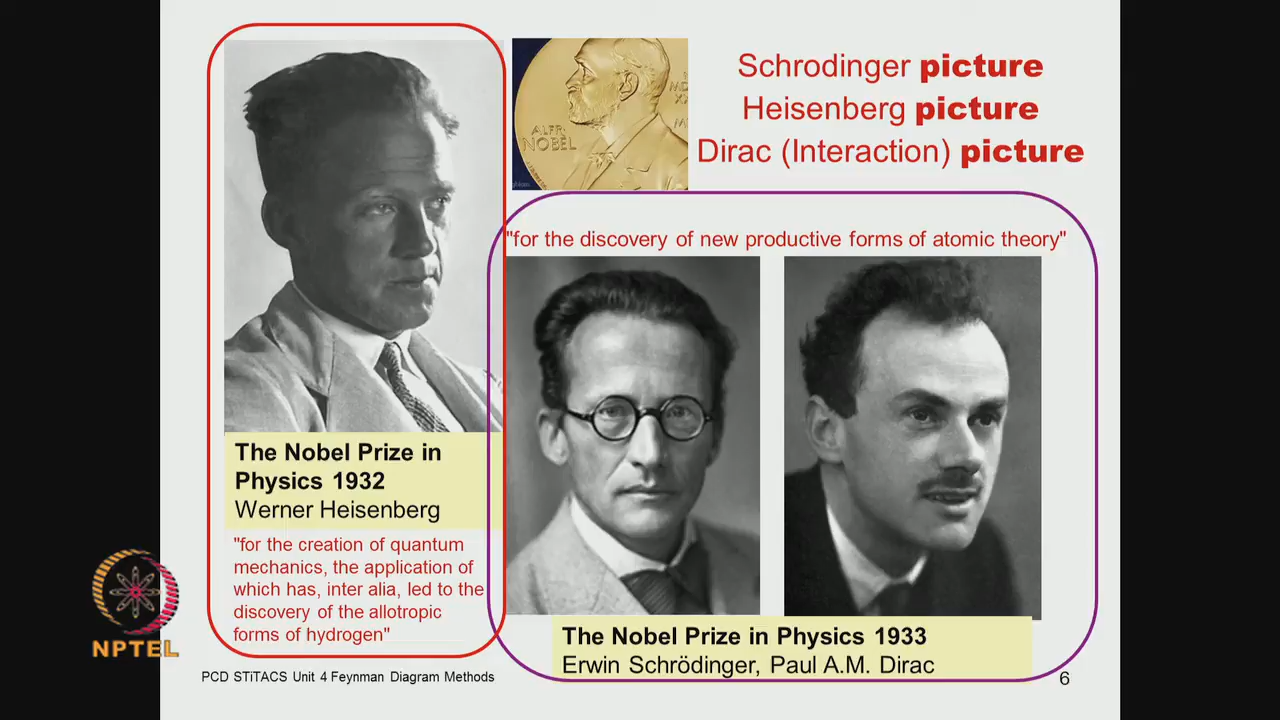 Schrodinger picture
Heisenberg picture
Dirac (Interaction) picture
ALFR
NOBEL
"for the discovery of new productive forms of atomic theory"
The Nobel Prize in
Physics 1932
Werner Heisenberg
"for the creation of quantum
mechanics, the application of
which has, inter alia, led to the
discovery of the allotropic
forms of hydrogen"
The Nobel Prize in Physics 1933
Erwin Schrödinger, Paul A.M. Dirac
NPTEL
PCD STiTACS Unit 4 Feynman Diagram Methods
6